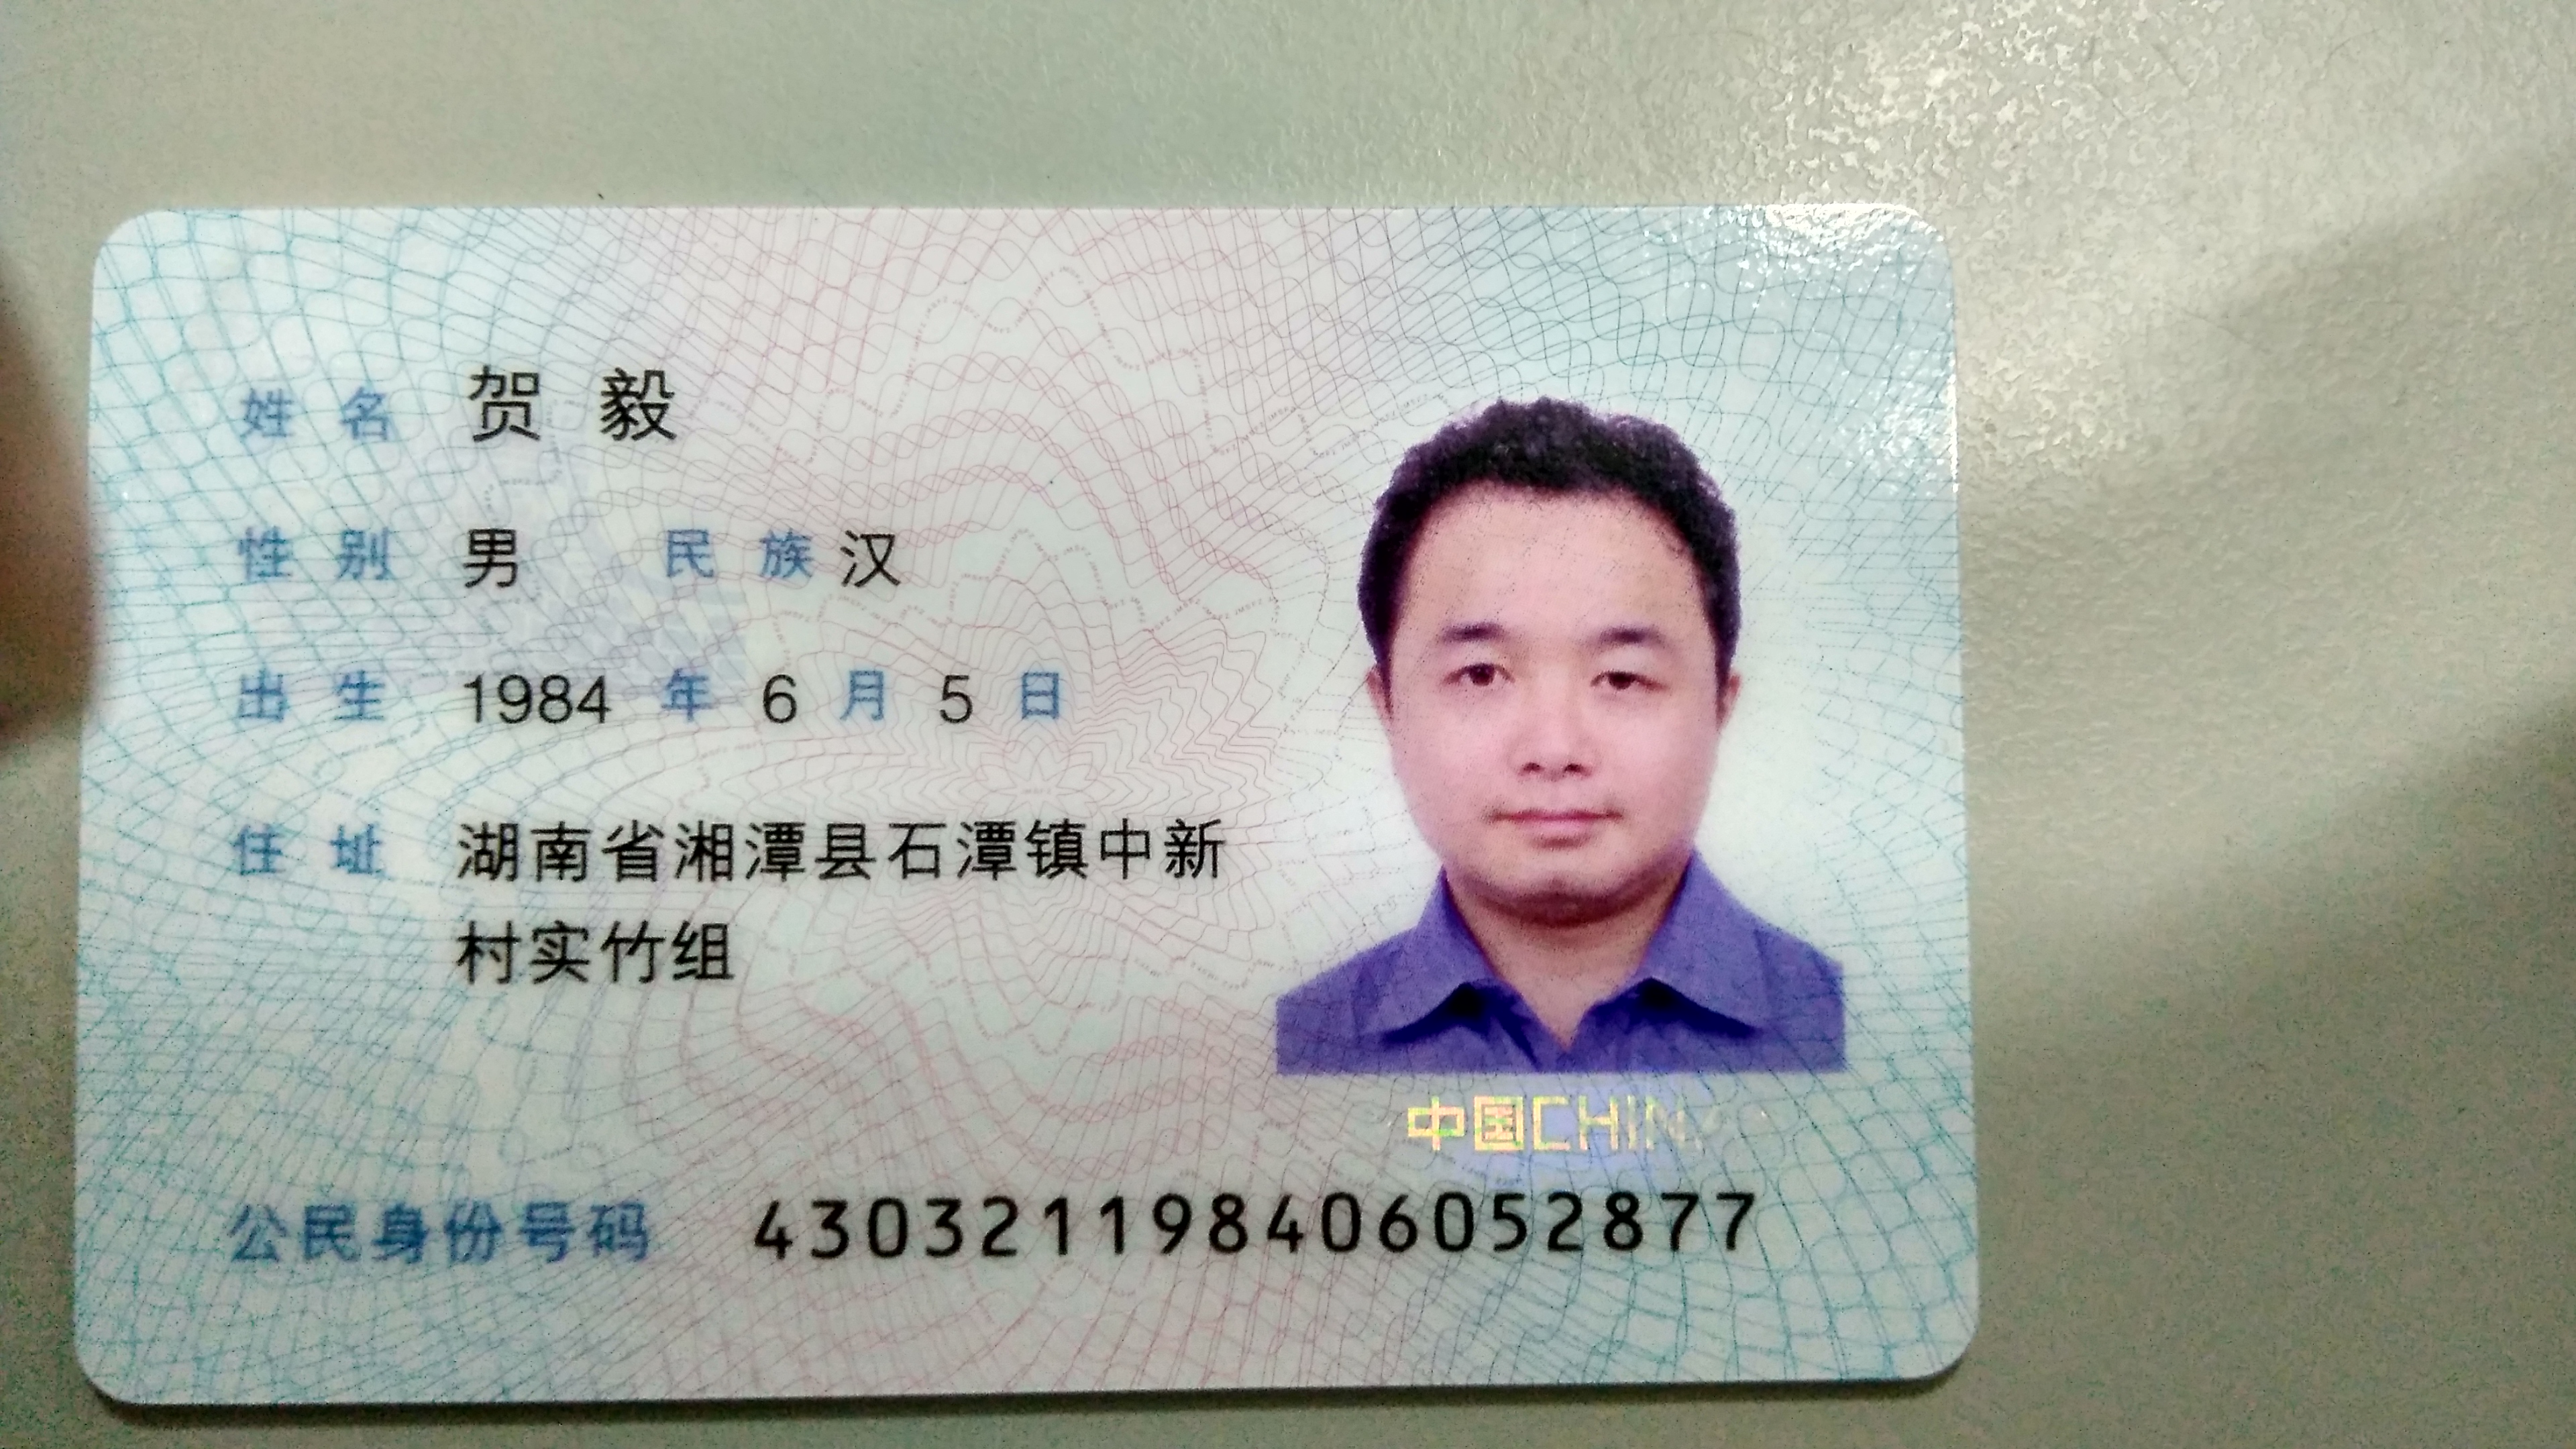 姓名 贺毅
性别 男 民族 汉
出生 1984 年 6 月 5 日
住址 湖南省湘潭县石潭镇中新
村实竹组
中国CHINA
公民身份号码 430321198406052877